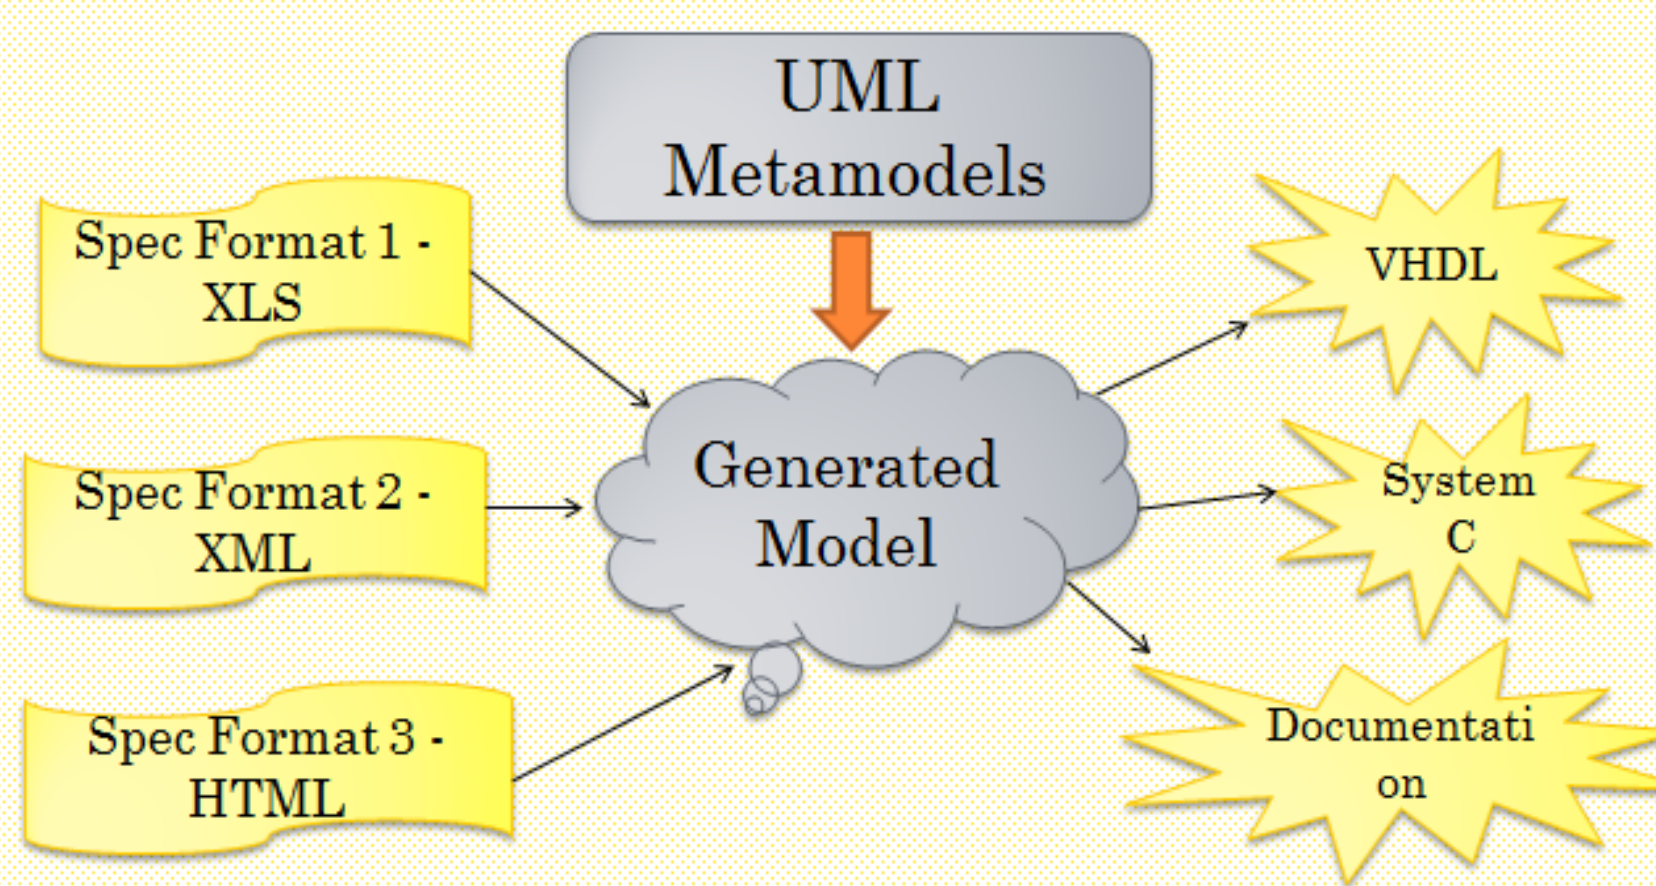 UML
Metamodels
Spec Format 1 -
XLS
VHDL
Generated
Model
Spec Format 2 -
XML
System
C
Spec Format 3 -
HTML
Documentati
on